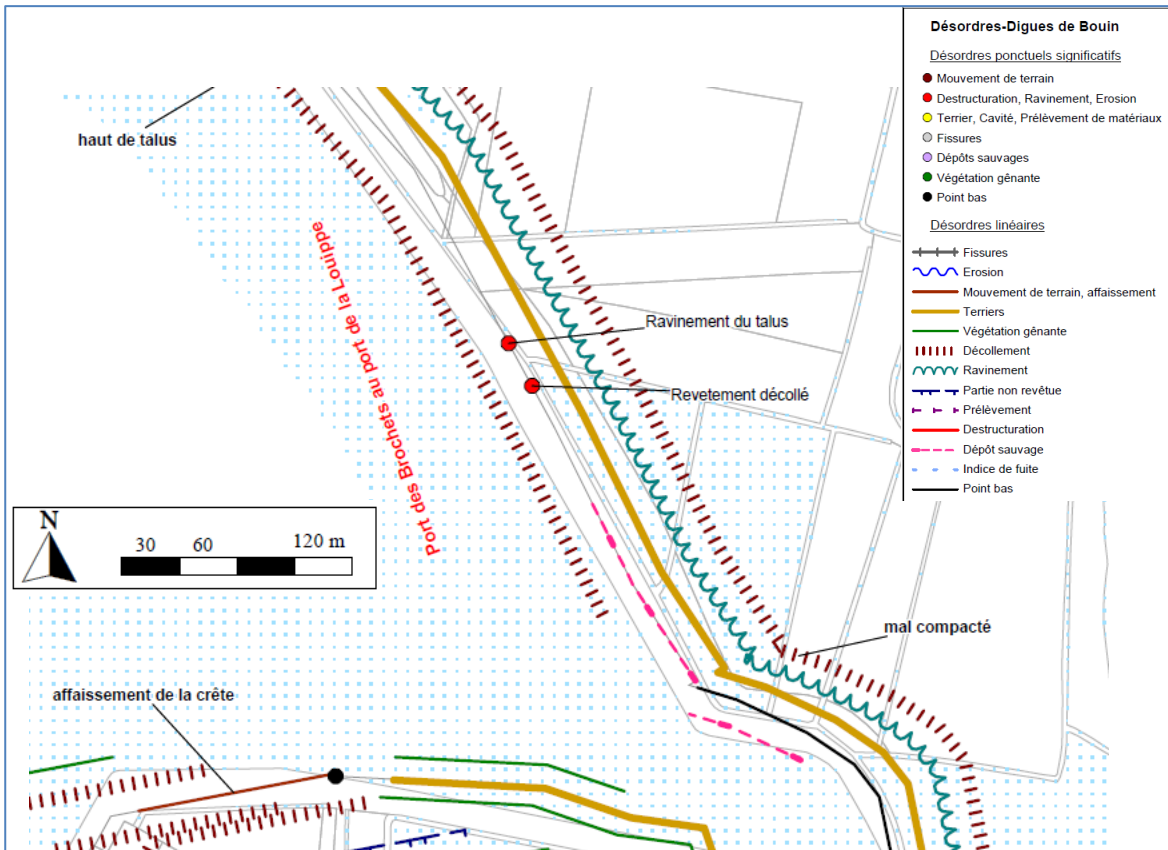 Désordres-Digues de Bouin
Désordres ponctuels significatifs
Mouvement de terrain
Destructuration, Ravinement, Erosion
Terrier, Cavité, Prélèvement de matériaux
Fissures
Dépôts sauvages
Végétation gênante
Point bas
Désordres linéaires
Fissures
Erosion
Mouvement de terrain, affaissement
Terriers
Végétation gênante
Décollement
Ravinement
Partie non revêtue
Prélèvement
Destructuration
Dépôt sauvage
Indice de fuite
Point bas
haut de talus
Port des Brochets au port de la Louippe
Ravinement du talus
Revetement décollé
N
30 60 120 m
mal compacté
affaissement de la crête